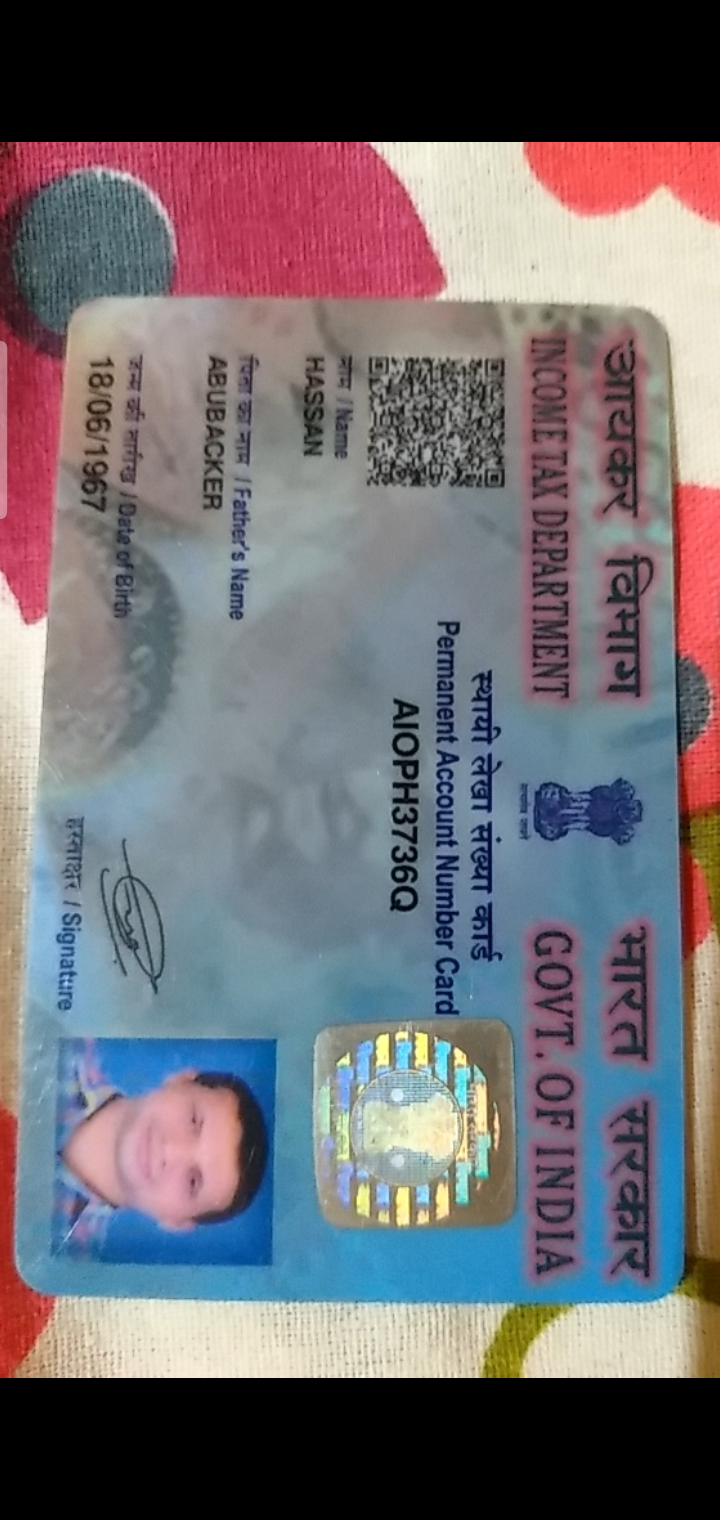 आयकर विभाग
INCOME TAX DEPARTMENT
भारत सरकार
GOVT. OF INDIA
सत्यमेव जयते
स्थायी लेखा संख्या कार्ड
Permanent Account Number Card
AIOPH3736Q
नाम / Name
HASSAN
पिता का नाम / Father's Name
ABUBACKER
जन्म की तारीख / Date of Birth
18/06/1967
हस्ताक्षर / Signature